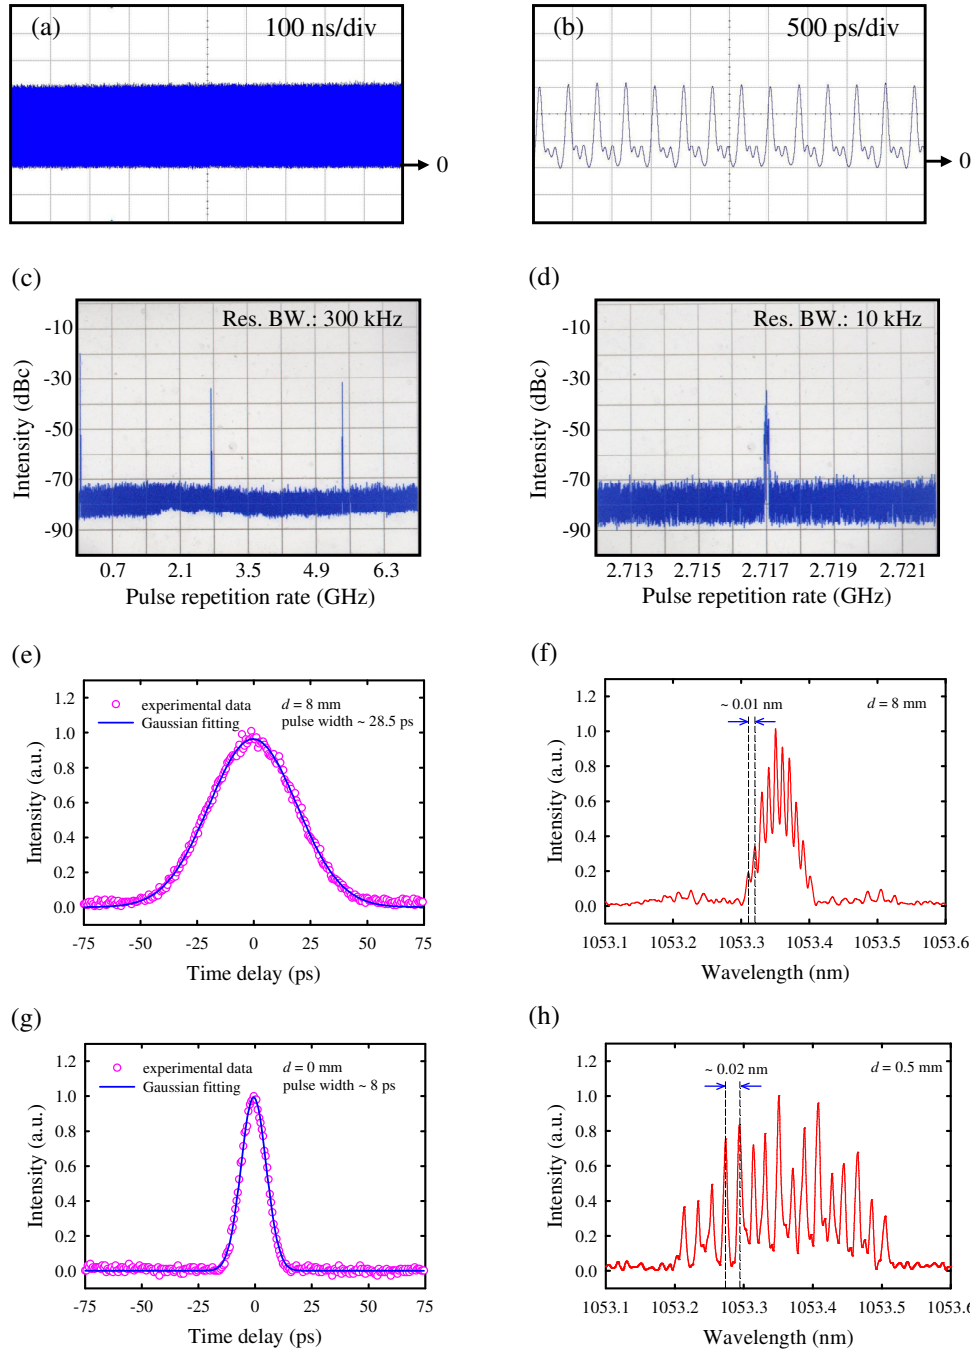 (a) 100 ns/div
0
(b) 500 ps/div
0
(c)
Res. BW.: 300 kHz
Intensity (dBc)
-10
-30
-50
-70
-90
0.7 2.1 3.5 4.9 6.3
Pulse repetition rate (GHz)
(d)
Res. BW.: 10 kHz
Intensity (dBc)
-10
-30
-50
-70
-90
2.713 2.715 2.717 2.719 2.721
Pulse repetition rate (GHz)
(e)
experimental data
Gaussian fitting
d = 8 mm
pulse width ~ 28.5 ps
Intensity (a.u.)
1.2
1.0
0.8
0.6
0.4
0.2
0.0
-75 -50 -25 0 25 50 75
Time delay (ps)
(f)
~ 0.01 nm
d = 8 mm
Intensity (a.u.)
1.2
1.0
0.8
0.6
0.4
0.2
0.0
1053.1 1053.2 1053.3 1053.4 1053.5 1053.6
Wavelength (nm)
(g)
experimental data
Gaussian fitting
d = 0 mm
pulse width ~ 8 ps
Intensity (a.u.)
1.2
1.0
0.8
0.6
0.4
0.2
0.0
-75 -50 -25 0 25 50 75
Time delay (ps)
(h)
~ 0.02 nm
d = 0.5 mm
Intensity (a.u.)
1.2
1.0
0.8
0.6
0.4
0.2
0.0
1053.1 1053.2 1053.3 1053.4 1053.5 1053.6
Wavelength (nm)